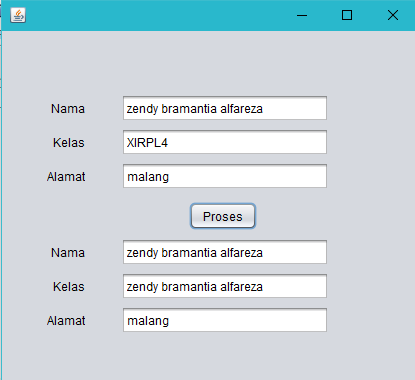 Nama zendy bramantia alfareza
Kelas XIRPL4
Alamat malang
Proses
Nama zendy bramantia alfareza
Kelas zendy bramantia alfareza
Alamat malang